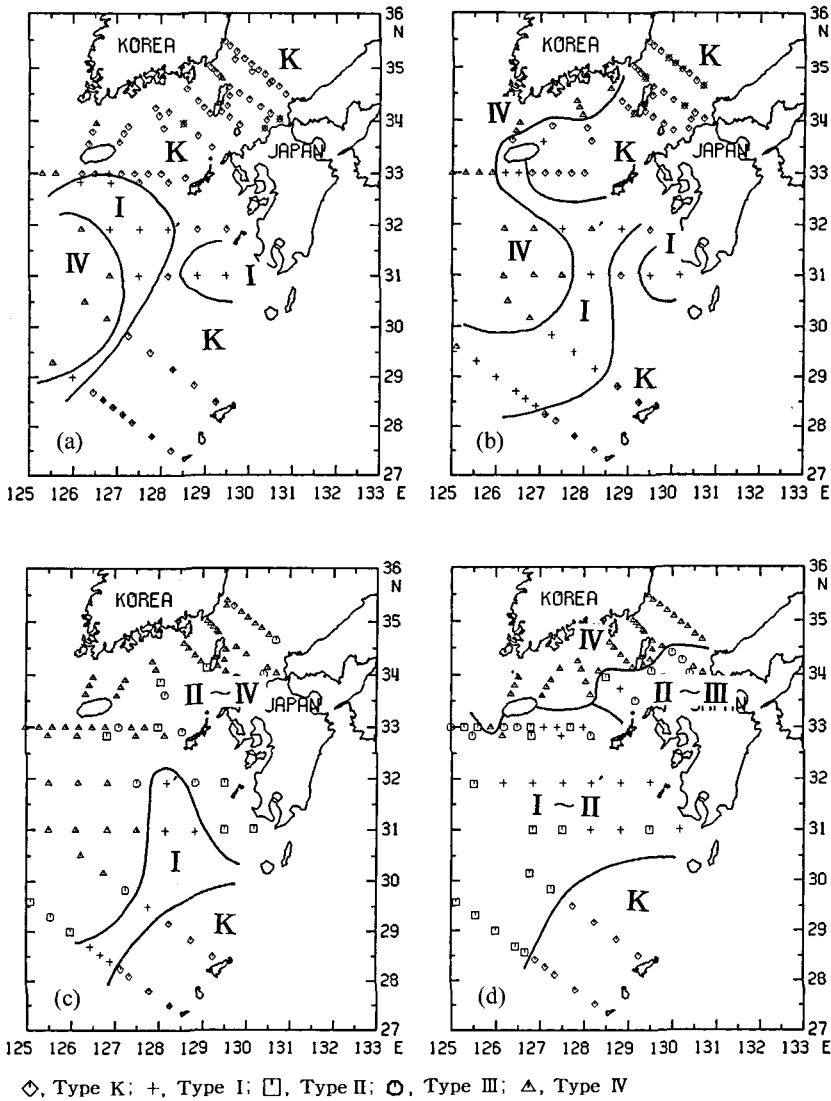 36
N
35
34
33
32
31
30
29
28
27
125 126 127 128 129 130 131 132 133 E
KOREA
K
K
JAPAN
I
IV
I
K
(a)
36
N
35
34
33
32
31
30
29
28
27
125 126 127 128 129 130 131 132 133 E
KOREA
K
IV
K
JAPAN
I
IV
I
K
(b)
36
N
35
34
33
32
31
30
29
28
27
125 126 127 128 129 130 131 132 133 E
KOREA
II ~ IV
JAPAN
I
K
(c)
36
N
35
34
33
32
31
30
29
28
27
125 126 127 128 129 130 131 132 133 E
KOREA
IV
II ~ III
JAPAN
I ~ II
K
(d)
, Type K; +, Type I; , Type II; , Type III; , Type IV